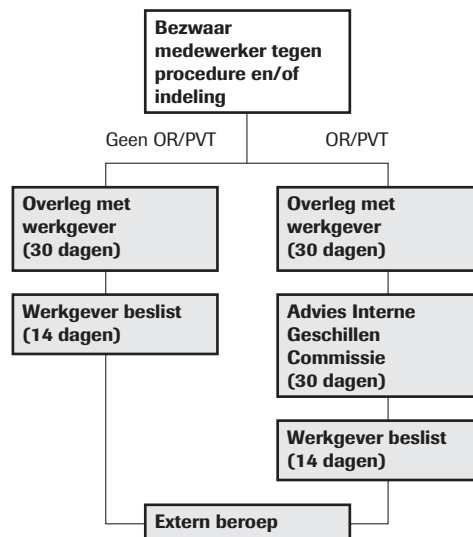 Bezwaar
medewerker tegen
procedure en/of
indeling
Geen OR/PVT
OR/PVT
Overleg met
werkgever
(30 dagen)
Werkgever beslist
(14 dagen)
Overleg met
werkgever
(30 dagen)
Advies Interne
Geschillen
Commissie
(30 dagen)
Werkgever beslist
(14 dagen)
Extern beroep